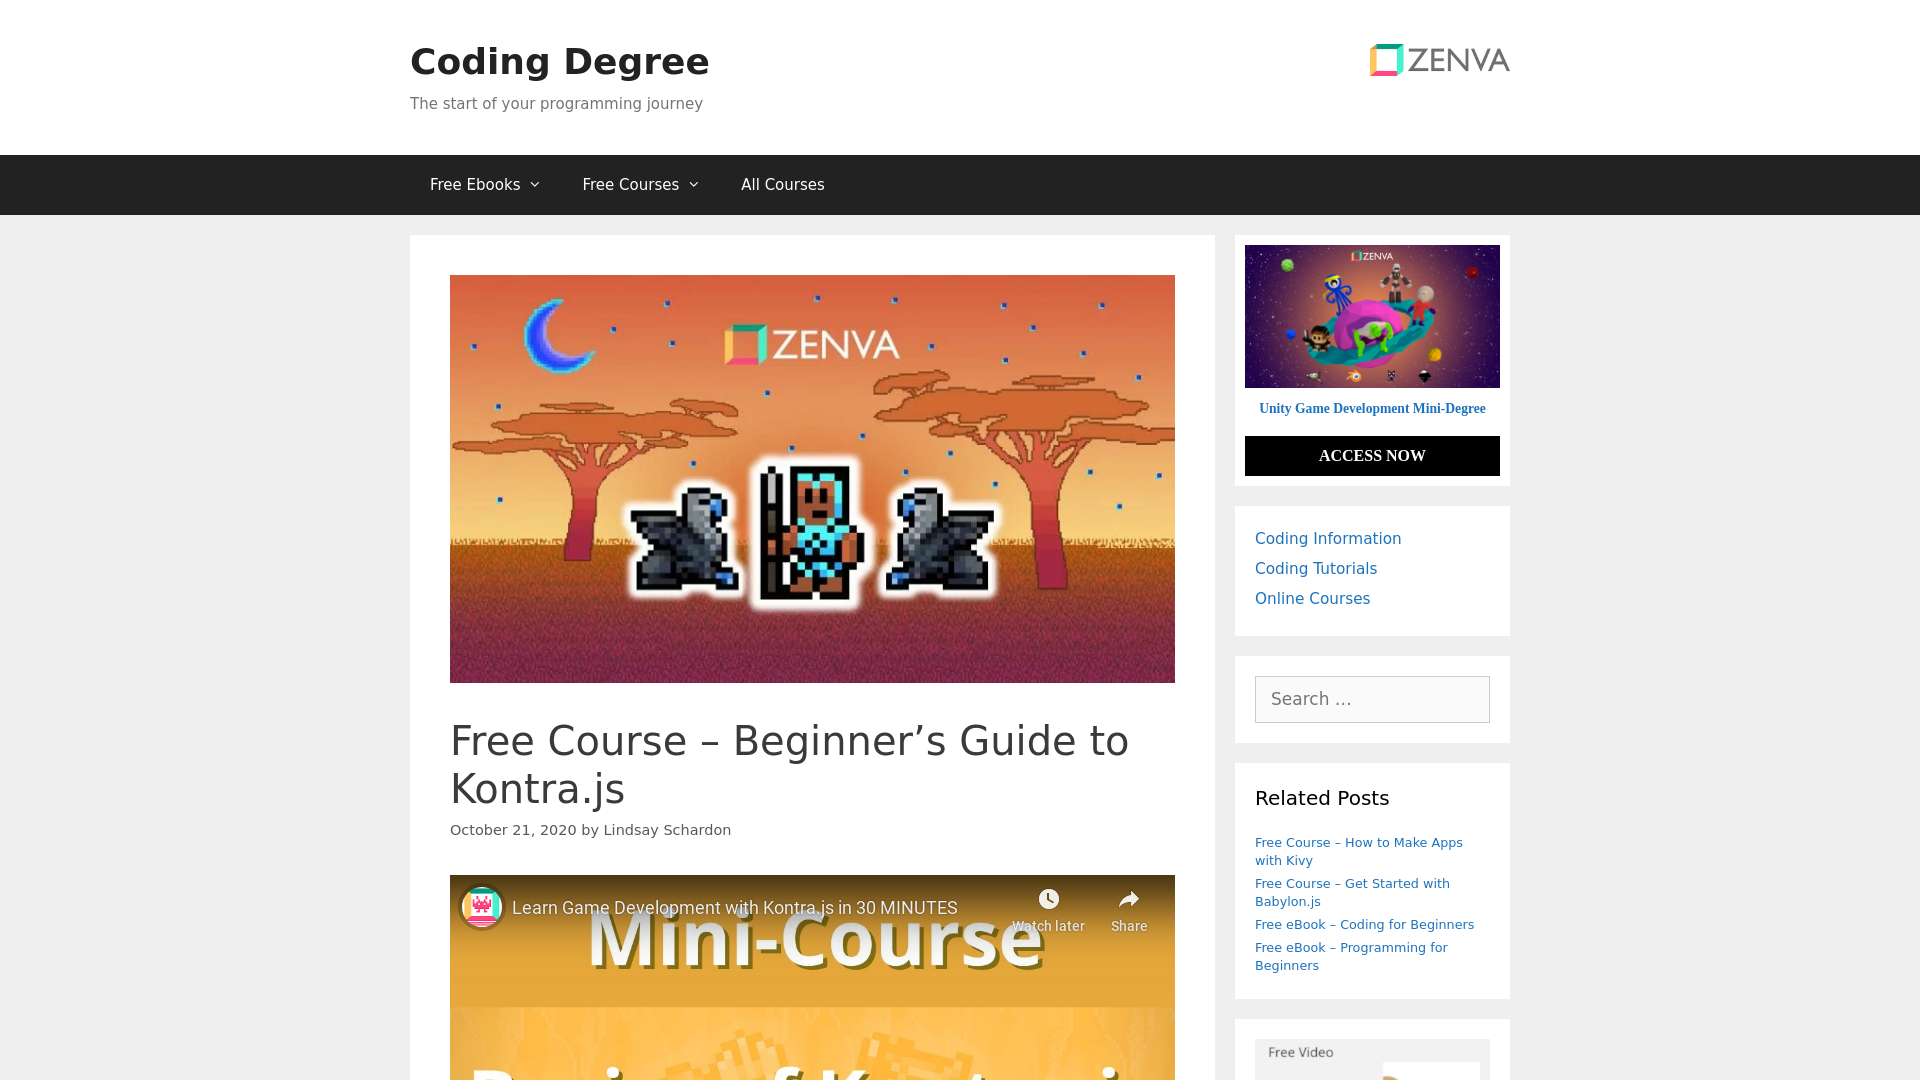 Coding Degree
The start of your programming journey
ZENVA
Free Ebooks
Free Courses
All Courses
ZENVA
Free Course – Beginner’s Guide to
Kontra.js
October 21, 2020 by Lindsay Schardon
Learn Game Development with Kontra.js in 30 MINUTES
Watch later
Share
Mini-Course
ZENVA
Unity Game Development Mini-Degree
ACCESS NOW
Coding Information
Coding Tutorials
Online Courses
Search …
Related Posts
Free Course – How to Make Apps
with Kivy
Free Course – Get Started with
Babylon.js
Free eBook – Coding for Beginners
Free eBook – Programming for
Beginners
Free Video